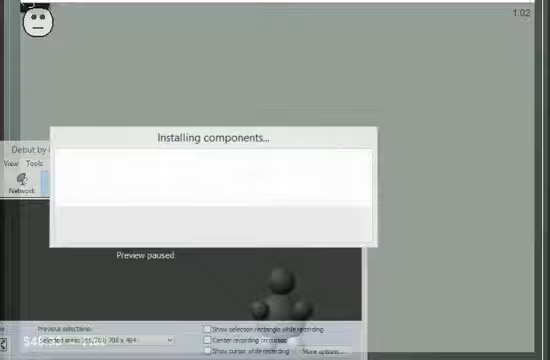 1.02
Installing components...
Debut by
View Tools
Network
Preview paused
Previous selections:
Show selection rectangle while recording
Center recording on cursor
Show cursor while recording
More options...